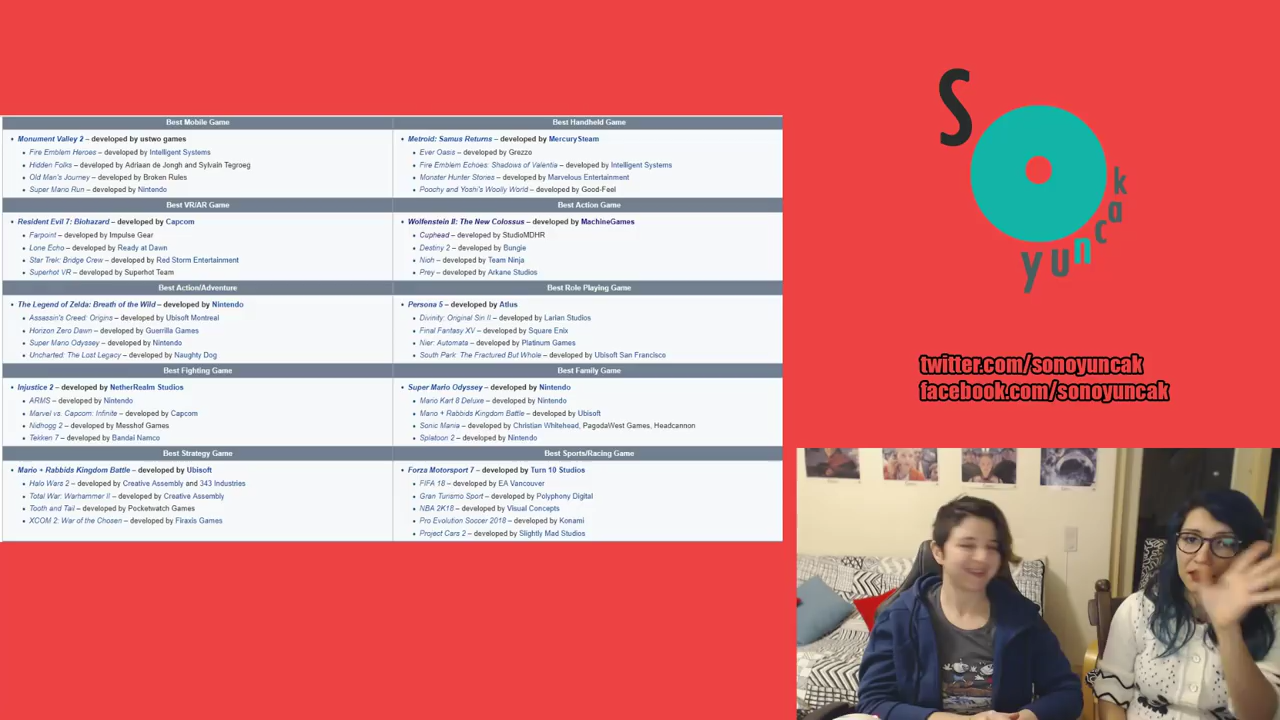 Best Mobile Game
Monument Valley 2 – developed by ustwo games
Fire Emblem Heroes – developed by Intelligent Systems
Hidden Folks – developed by Adriaan de Jongh and Sylvain Tegroeg
Old Man's Journey – developed by Broken Rules
Super Mario Run – developed by Nintendo
Best Handheld Game
Metroid: Samus Returns – developed by MercurySteam
Ever Oasis – developed by Grezzo
Fire Emblem Echoes: Shadows of Valentia – developed by Intelligent Systems
Monster Hunter Stories – developed by Marvelous Entertainment
Poochy and Yoshi's Woolly World – developed by Good-Feel
Best VR/AR Game
Resident Evil 7: Biohazard – developed by Capcom
Farpoint – developed by Impulse Gear
Lone Echo – developed by Ready at Dawn
Star Trek: Bridge Crew – developed by Red Storm Entertainment
Superhot VR – developed by Superhot Team
Best Action Game
Wolfenstein II: The New Colossus – developed by MachineGames
Cuphead – developed by StudioMDHR
Destiny 2 – developed by Bungie
Nioh – developed by Team Ninja
Prey – developed by Arkane Studios
Best Action/Adventure
The Legend of Zelda: Breath of the Wild – developed by Nintendo
Assassin's Creed: Origins – developed by Ubisoft Montreal
Horizon Zero Dawn – developed by Guerrilla Games
Super Mario Odyssey – developed by Nintendo
Uncharted: The Lost Legacy – developed by Naughty Dog
Best Role Playing Game
Persona 5 – developed by Atlus
Divinity: Original Sin II – developed by Larian Studios
Final Fantasy XV – developed by Square Enix
Nier: Automata – developed by Platinum Games
South Park: The Fractured But Whole – developed by Ubisoft San Francisco
Best Fighting Game
Injustice 2 – developed by NetherRealm Studios
ARMS – developed by Nintendo
Marvel vs. Capcom: Infinite – developed by Capcom
Nidhogg 2 – developed by Messhof Games
Tekken 7 – developed by Bandai Namco
Best Family Game
Super Mario Odyssey – developed by Nintendo
Mario Kart 8 Deluxe – developed by Nintendo
Mario + Rabbids Kingdom Battle – developed by Ubisoft
Sonic Mania – developed by Christian Whitehead, PagodaWest Games, Headcannon
Splatoon 2 – developed by Nintendo
Best Strategy Game
Mario + Rabbids Kingdom Battle – developed by Ubisoft
Halo Wars 2 – developed by Creative Assembly and 343 Industries
Total War: Warhammer II – developed by Creative Assembly
Tooth and Tail – developed by Pocketwatch Games
XCOM 2: War of the Chosen – developed by Firaxis Games
Best Sports/Racing Game
Forza Motorsport 7 – developed by Turn 10 Studios
FIFA 18 – developed by EA Vancouver
Gran Turismo Sport – developed by Polyphony Digital
NBA 2K18 – developed by Visual Concepts
Pro Evolution Soccer 2018 – developed by Konami
Project Cars 2 – developed by Slightly Mad Studios
So
yuncak
twitter.com/sonoyuncak
facebook.com/sonoyuncak